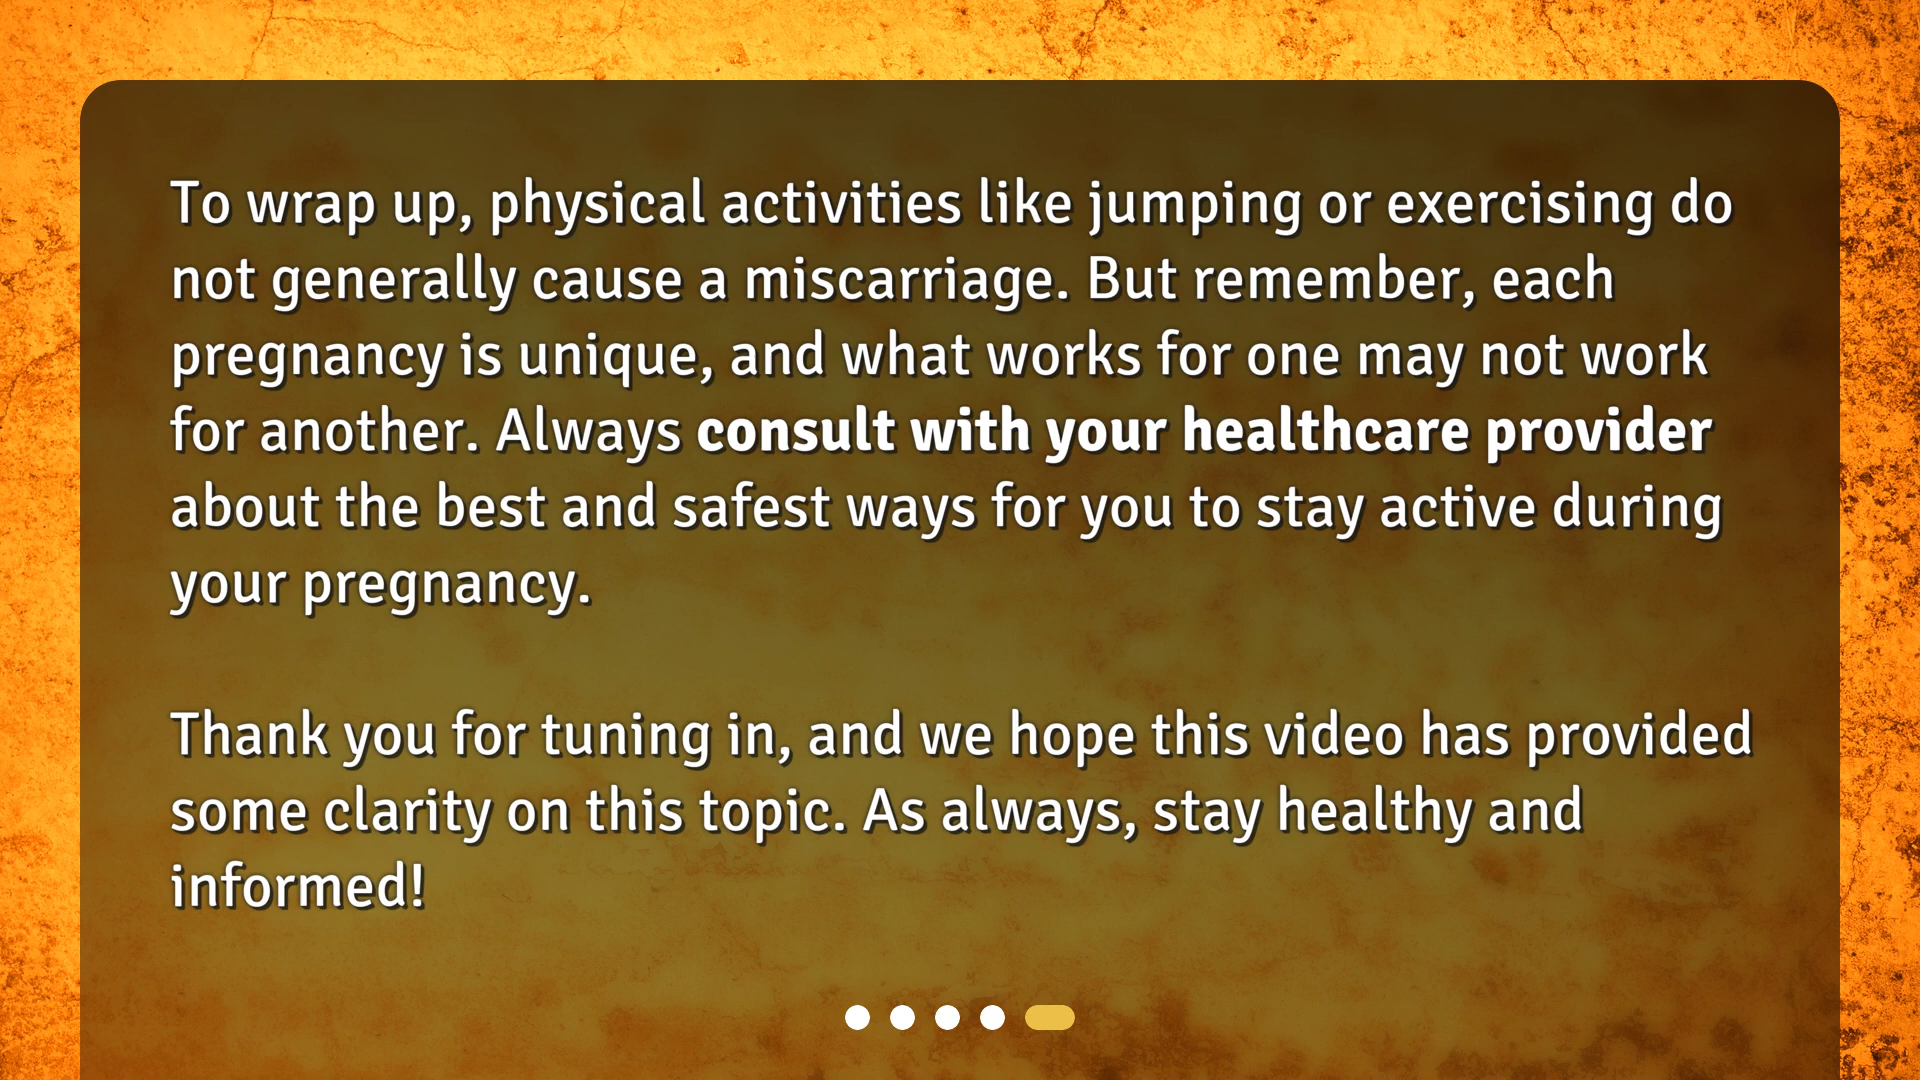 To wrap up, physical activities like jumping or exercising do
not generally cause a miscarriage. But remember, each
pregnancy is unique, and what works for one may not work
for another. Always consult with your healthcare provider
about the best and safest ways for you to stay active during
your pregnancy.
Thank you for tuning in, and we hope this video has provided
some clarity on this topic. As always, stay healthy and
informed!